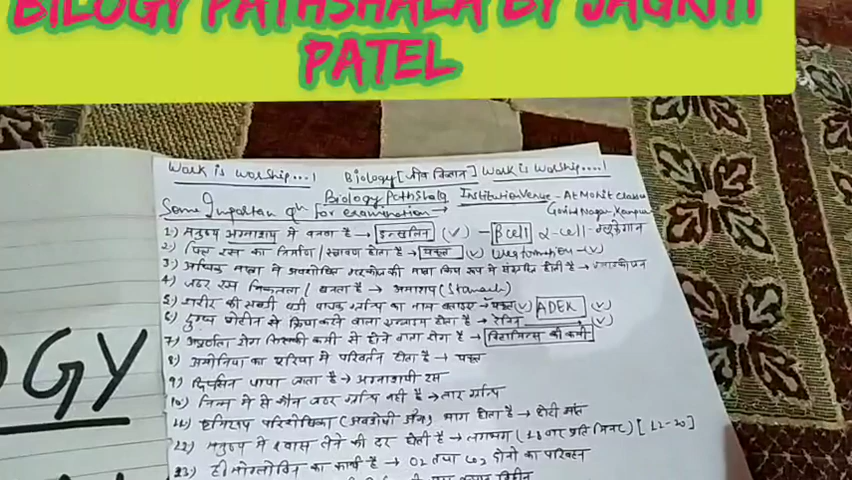 BILOGY PATHSHALA BY JAGRITI
PATEL
Work is worship....! Biology [जीव विज्ञान] Work is worship....!
Biology Pathshala Institution Venue - At Mohit Classes
Some Importan qn for examination → Govind Nagar, Kanpur
1) मनुष्य अग्नाशय में बनता है → इन्सुलिन (✓) - β cell α-cell-ग्लूकेगान
2) पित्त रस का निर्माण/स्रावण होता है → यकृत (✓) (✓)
3) अधिक मात्रा में अवशोषित ग्लूकोज की मात्रा किस रूप में संग्रहित होती है → ग्लाइकोजन
4) जठर रस निकलता / बनता है → अमाशय (Stomach)
5) शरीर की सबसे बड़ी पाचक ग्रन्थि का नाम बताइए → यकृत (✓) ADEK (✓)
6) दुग्ध प्रोटीन से क्रिया करने वाला एन्जाइम होता है → रेनिन (✓)
7) रोग किसकी कमी से होने वाला रोग है → विटामिन्स की कमी
8) अमोनिया का यूरिया में परिवर्तन होता है → यकृत
9) ट्रिप्सिन पाया जाता है → अग्नाशयी रस
10) निम्न में से कौन जठर ग्रन्थि नहीं है → लार ग्रन्थि
11) कृमिरूप परिशेषिका (अवशेषी अंग) भाग होता है → छोटी आंत
12) मनुष्य में श्वास लेने की दर होती है → लगभग (18 बार प्रति मिनट) [12-20]
13) हीमोग्लोबिन का कार्य है → O2 तथा CO2 दोनो का परिवहन
OGY